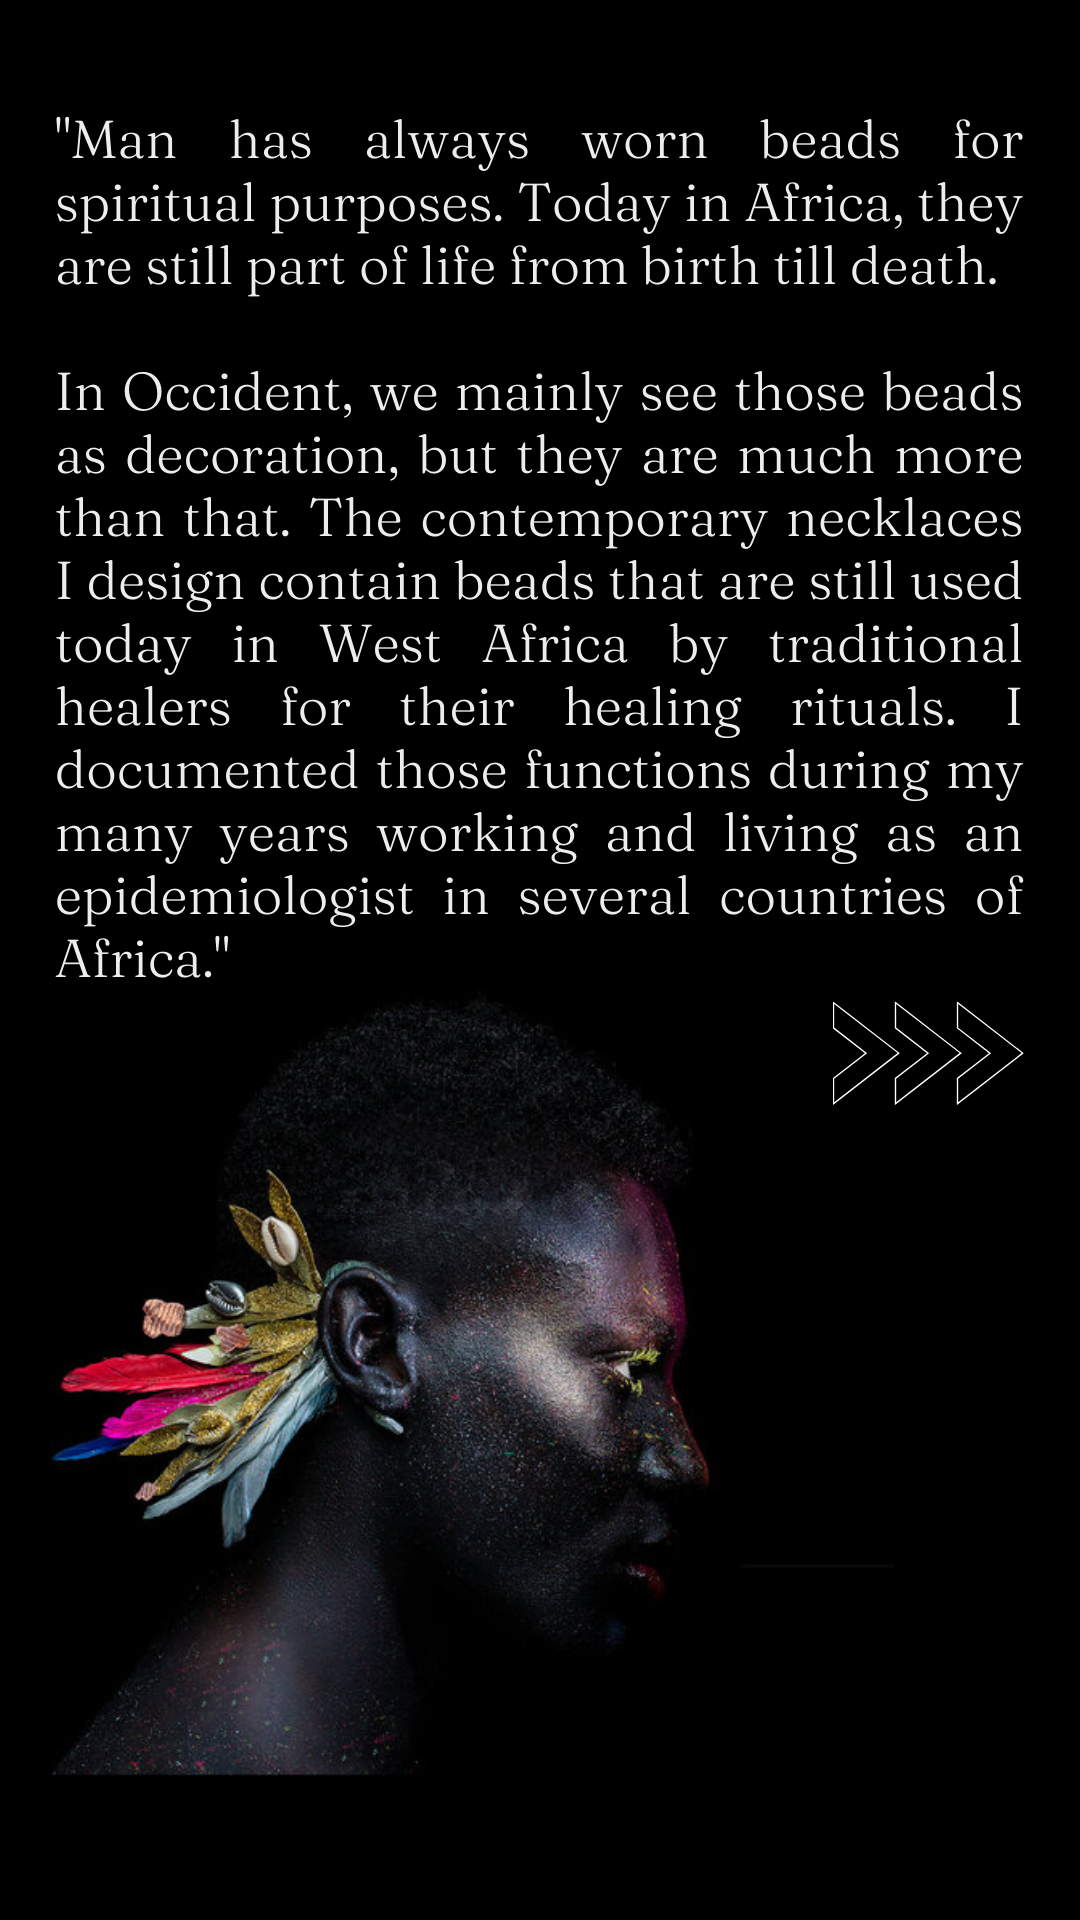 "Man has always worn beads for
spiritual purposes. Today in Africa, they
are still part of life from birth till death.
In Occident, we mainly see those beads
as decoration, but they are much more
than that. The contemporary necklaces
I design contain beads that are still used
today in West Africa by traditional
healers for their healing rituals. I
documented those functions during my
many years working and living as an
epidemiologist in several countries of
Africa."